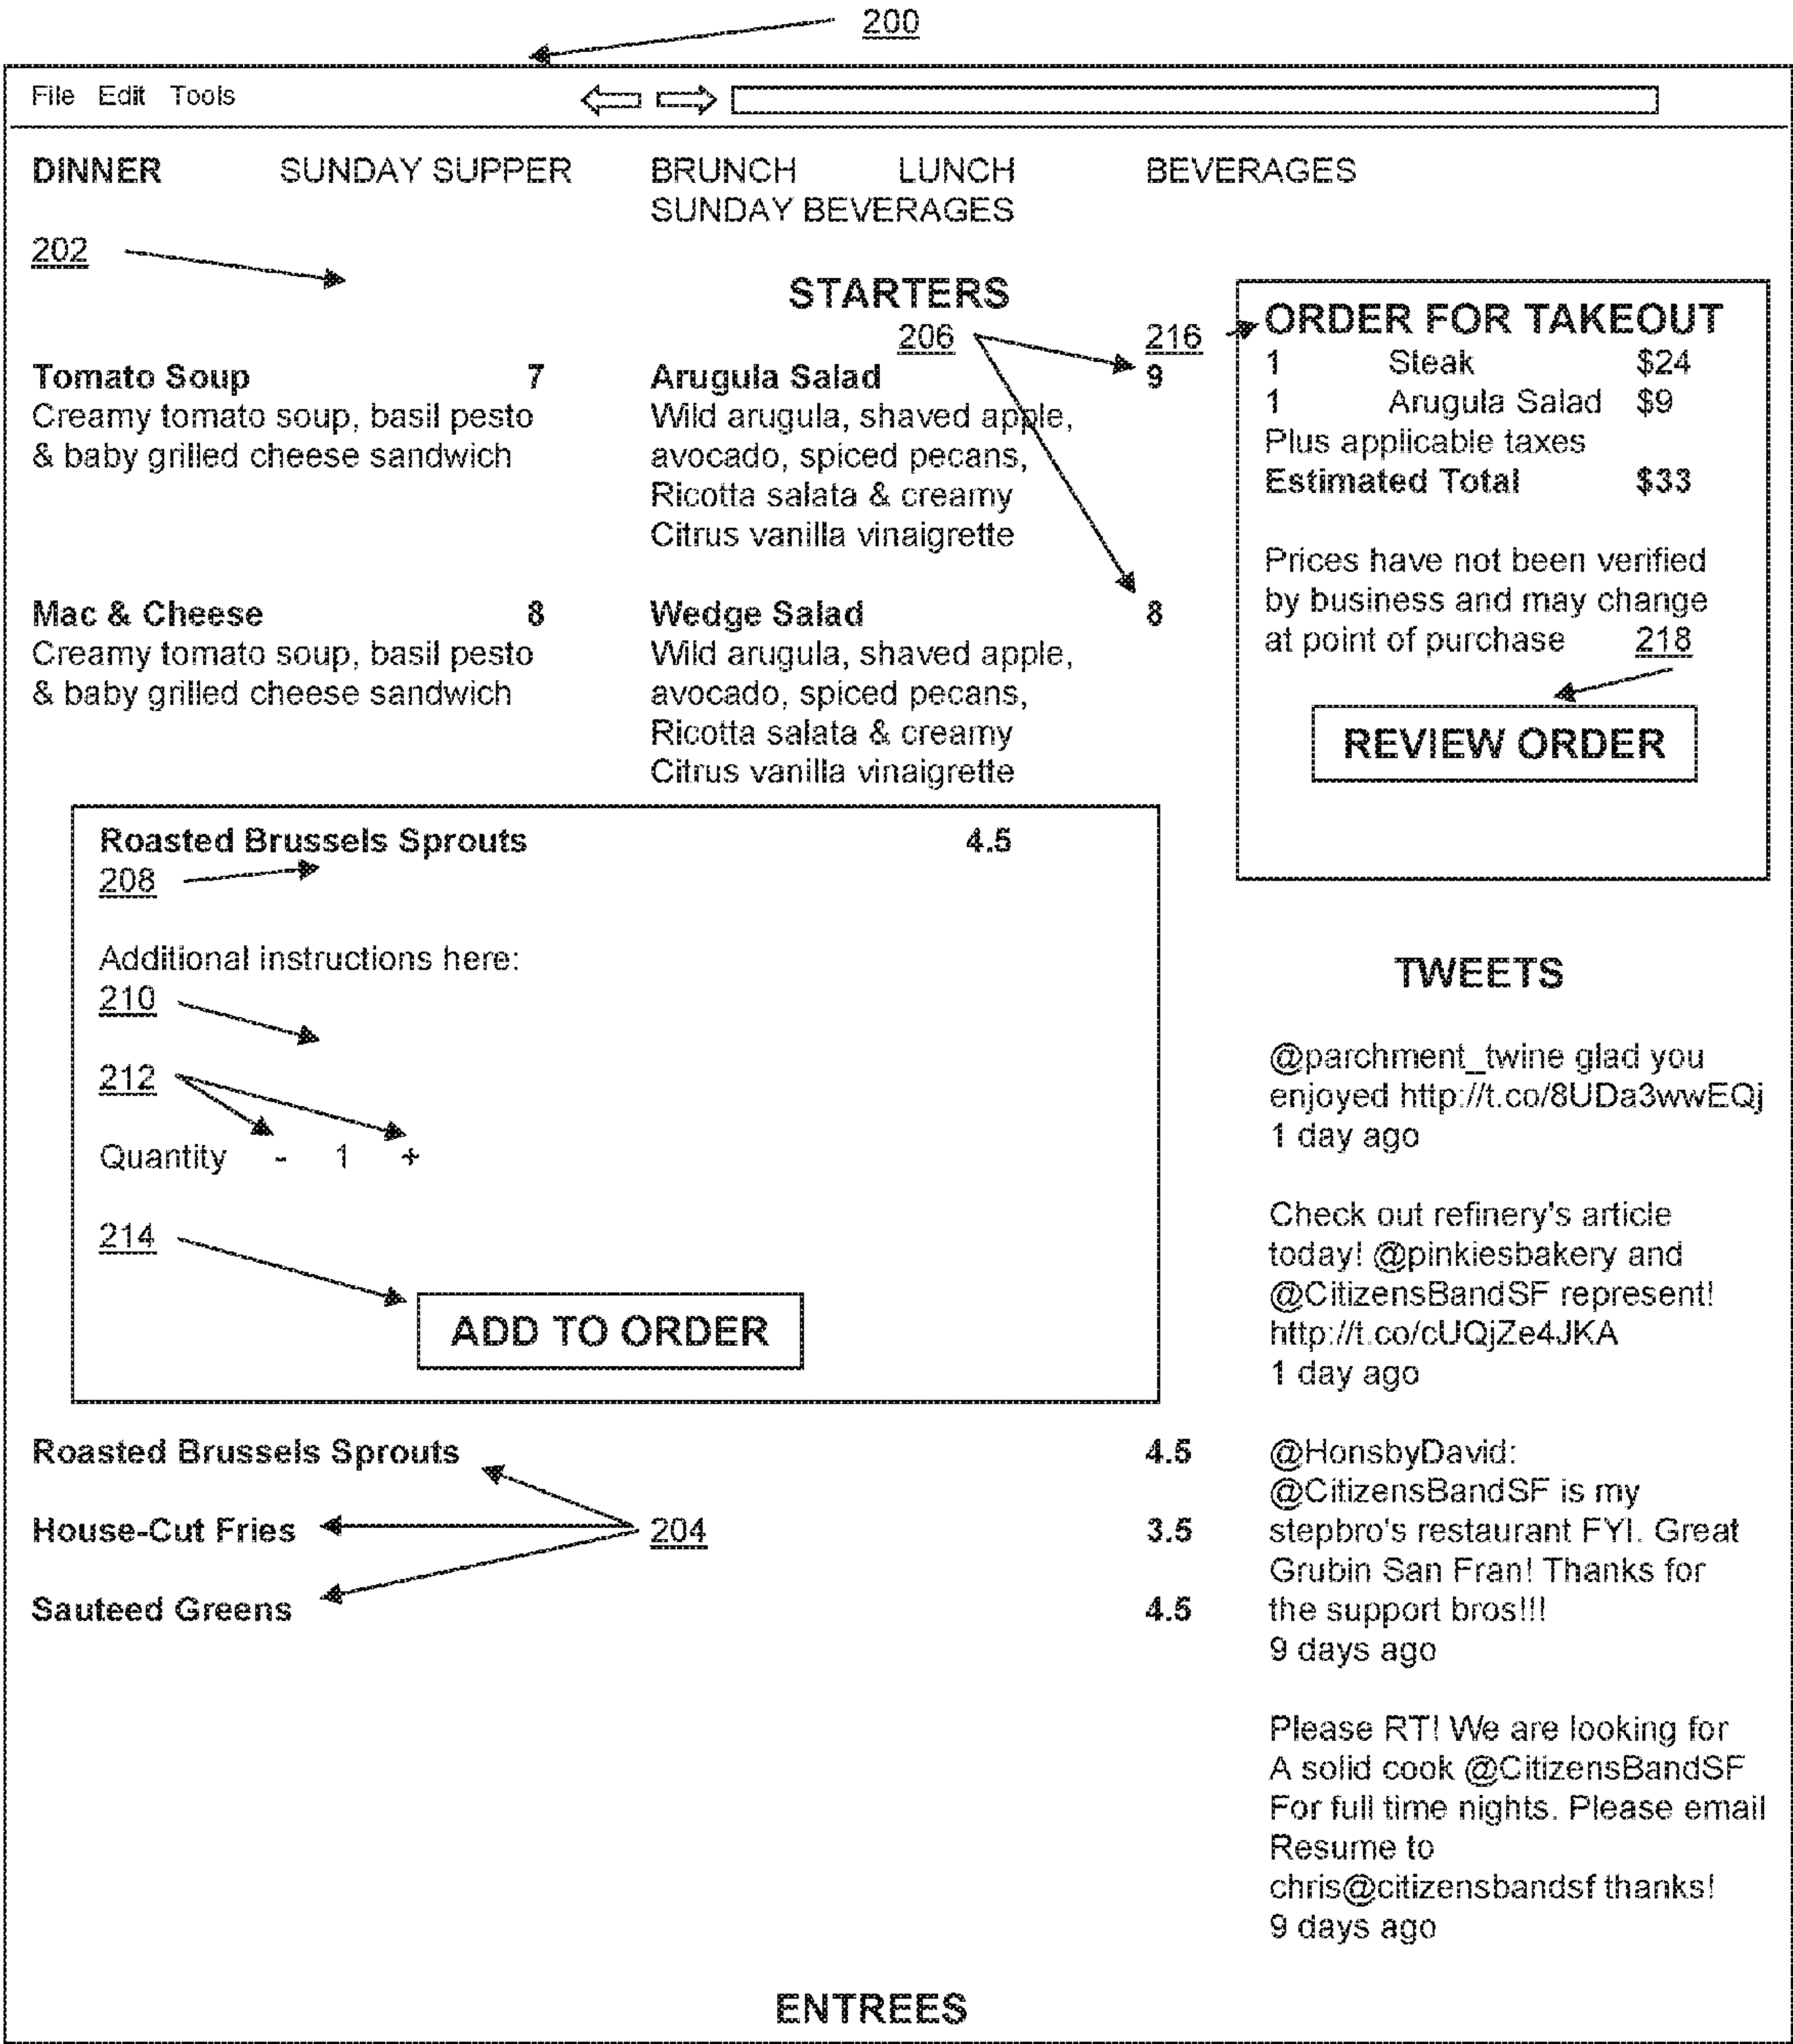 200
File Edit Tools
DINNER SUNDAY SUPPER BRUNCH LUNCH BEVERAGES
SUNDAY BEVERAGES
202
STARTERS
206
Tomato Soup 7
Creamy tomato soup, basil pesto
& baby grilled cheese sandwich
Arugula Salad 9
Wild arugula, shaved apple,
avocado, spiced pecans,
Ricotta salata & creamy
Citrus vanilla vinaigrette
Mac & Cheese 8
Creamy tomato soup, basil pesto
& baby grilled cheese sandwich
Wedge Salad 8
Wild arugula, shaved apple,
avocado, spiced pecans,
Ricotta salata & creamy
Citrus vanilla vinaigrette
216
ORDER FOR TAKEOUT
1 Steak $24
1 Arugula Salad $9
Plus applicable taxes
Estimated Total $33
Prices have not been verified
by business and may change
at point of purchase 218
REVIEW ORDER
Roasted Brussels Sprouts 4.5
208
Additional instructions here:
210
212
Quantity - 1 +
214
ADD TO ORDER
Roasted Brussels Sprouts 4.5
House-Cut Fries 204 3.5
Sauteed Greens 4.5
TWEETS
@parchment_twine glad you
enjoyed http://t.co/8UDa3wwEQj
1 day ago
Check out refinery's article
today! @pinkiesbakery and
@CitizensBandSF represent!
http://t.co/cUQjZe4JKA
1 day ago
@HonsbyDavid:
@CitizensBandSF is my
stepbro's restaurant FYI. Great
Grubin San Fran! Thanks for
the support bros!!!
9 days ago
Please RT! We are looking for
A solid cook @CitizensBandSF
For full time nights. Please email
Resume to
chris@citizensbandsf thanks!
9 days ago
ENTREES